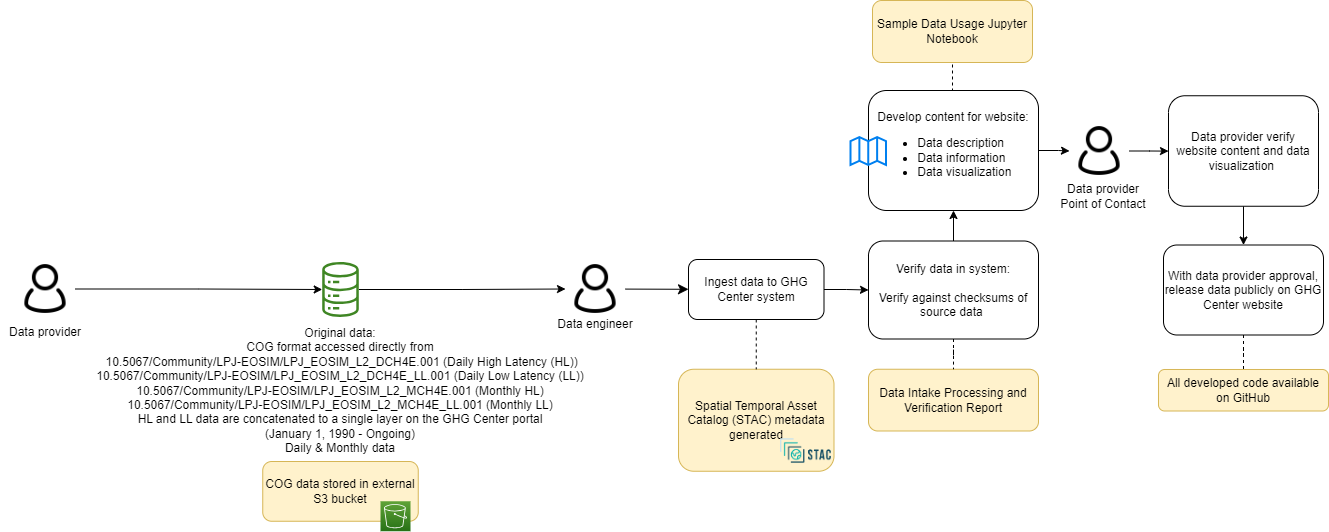 Sample Data Usage Jupyter
Notebook
Develop content for website:
Data description
Data information
Data visualization
Data provider
Point of Contact
Data provider verify
website content and data
visualization
Data provider
Original data:
COG format accessed directly from
10.5067/Community/LPJ-EOSIM/LPJ_EOSIM_L2_DCH4E.001 (Daily High Latency (HL))
10.5067/Community/LPJ-EOSIM/LPJ_EOSIM_L2_DCH4E_LL.001 (Daily Low Latency (LL))
10.5067/Community/LPJ-EOSIM/LPJ_EOSIM_L2_MCH4E.001 (Monthly HL)
10.5067/Community/LPJ-EOSIM/LPJ_EOSIM_L2_MCH4E_LL.001 (Monthly LL)
HL and LL data are concatenated to a single layer on the GHG Center portal
(January 1, 1990 - Ongoing)
Daily & Monthly data
COG data stored in external
S3 bucket
Data engineer
Ingest data to GHG
Center system
Spatial Temporal Asset
Catalog (STAC) metadata
generated
STAC
Verify data in system:
Verify against checksums of
source data
Data Intake Processing and
Verification Report
With data provider approval,
release data publicly on GHG
Center website
All developed code available
on GitHub